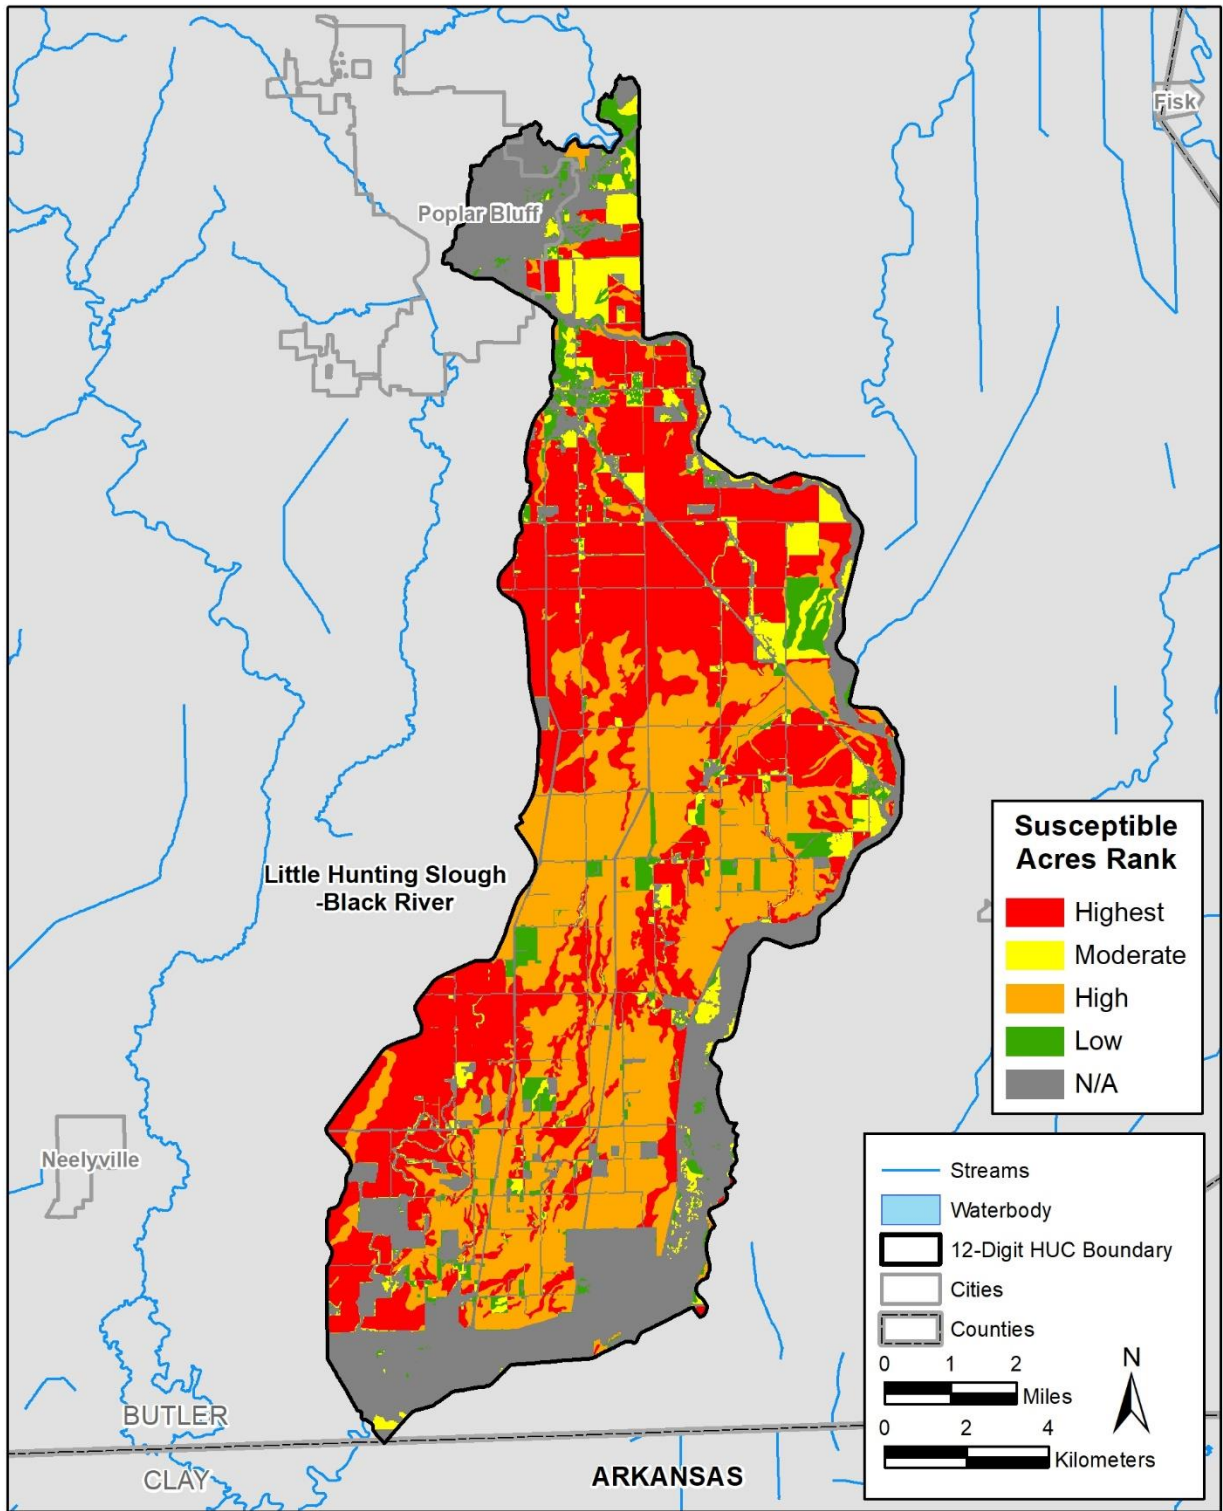 Fisk
Poplar Bluff
Little Hunting Slough
-Black River
Susceptible
Acres Rank
Highest
Moderate
High
Low
N/A
Neelyville
Streams
Waterbody
12-Digit HUC Boundary
Cities
Counties
0 1 2
Miles
0 2 4
Kilometers
N
BUTLER
CLAY
ARKANSAS